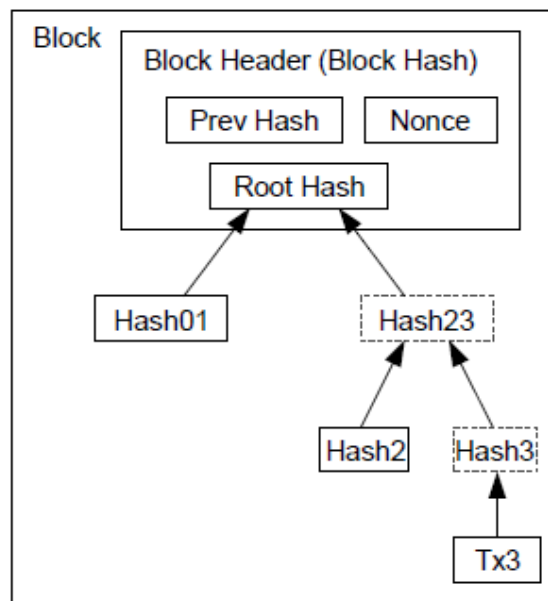 Block
Block Header (Block Hash)
Prev Hash
Nonce
Root Hash
Hash01
Hash23
Hash2
Hash3
Tx3